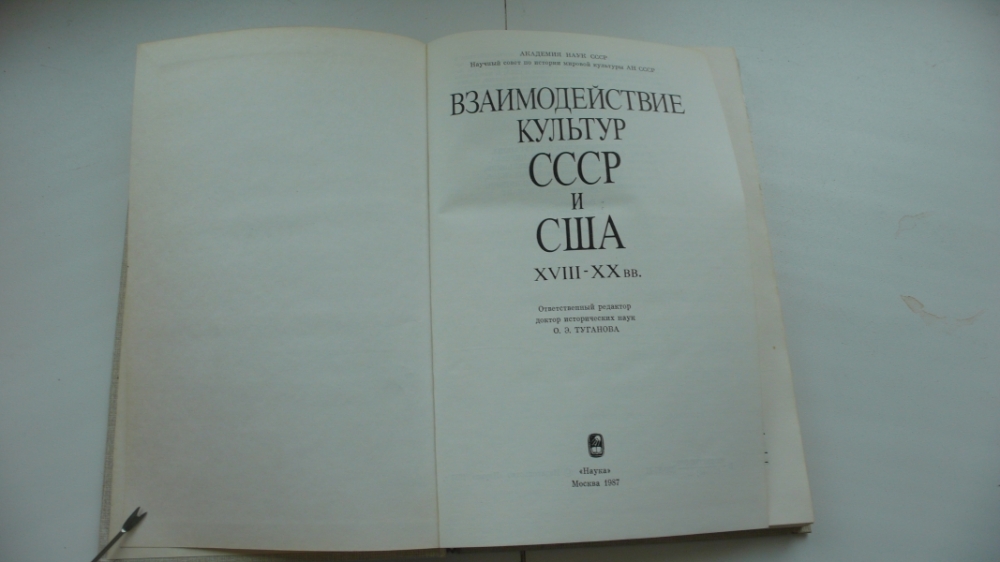 АКАДЕМИЯ НАУК СССР
Научный совет по истории мировой культуры АН СССР
ВЗАИМОДЕЙСТВИЕ
КУЛЬТУР
СССР
И
США
XVIII-XX ВВ.
Ответственный редактор
доктор исторических наук
О. Э. ТУГАНОВА
«Наука»
Москва 1987